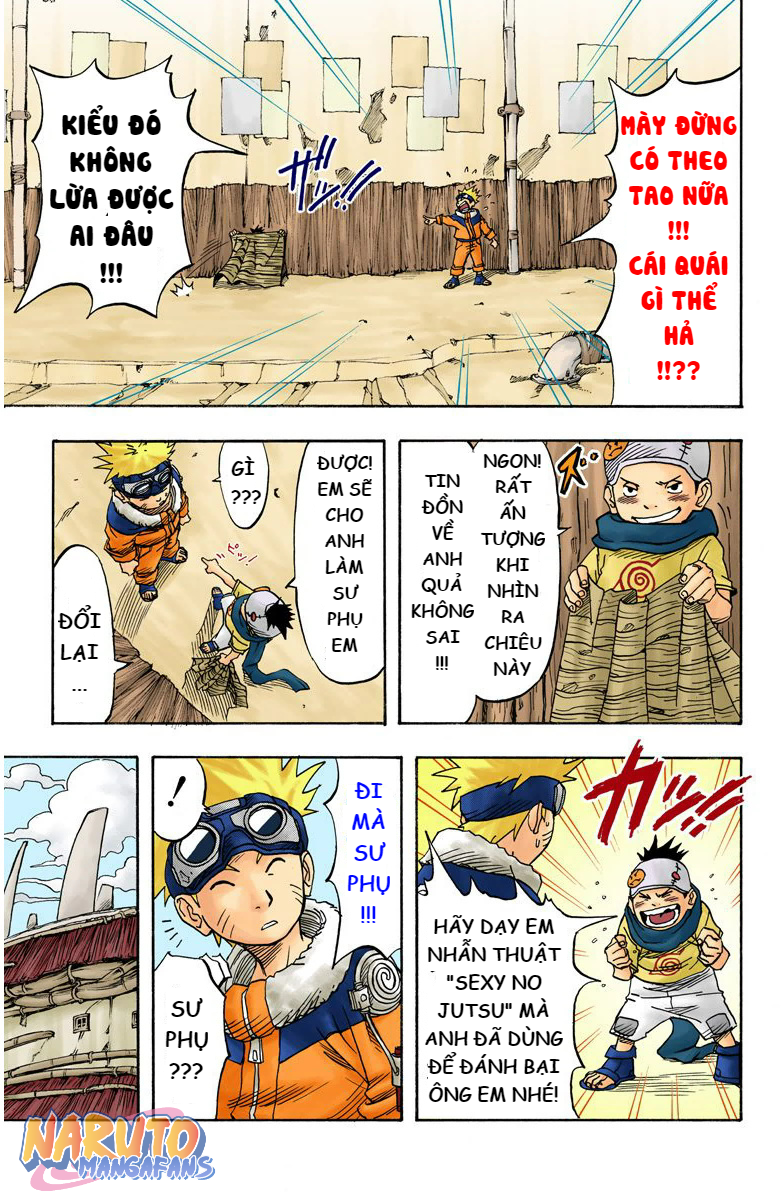 MÀY ĐỪNG
CÓ THEO
TAO NỮA
!!!
CÁI QUÁI
GÌ THỂ
HẢ
!!??
KIỂU ĐÓ
KHÔNG
LỪA ĐƯỢC
AI ĐÂU
!!!
NGON!
RẤT
ẤN
TƯỢNG
KHI
NHÌN
RA
CHIÊU
NÀY
TIN
ĐỒN
VỀ
ANH
QUẢ
KHÔNG
SAI
!!!
ĐƯỢC!
EM SẼ
CHO
ANH
LÀM
SƯ
PHỤ
EM
GÌ
???
ĐỔI
LẠI
...
HÃY DẠY EM
NHẪN THUẬT
"SEXY NO
JUTSU" MÀ
ANH ĐÃ DÙNG
ĐỂ ĐÁNH BẠI
ÔNG EM NHÉ!
ĐI
MÀ
SƯ
PHỤ
!!!
!
SƯ
PHỤ
???
NARUTO
MANGAFANS